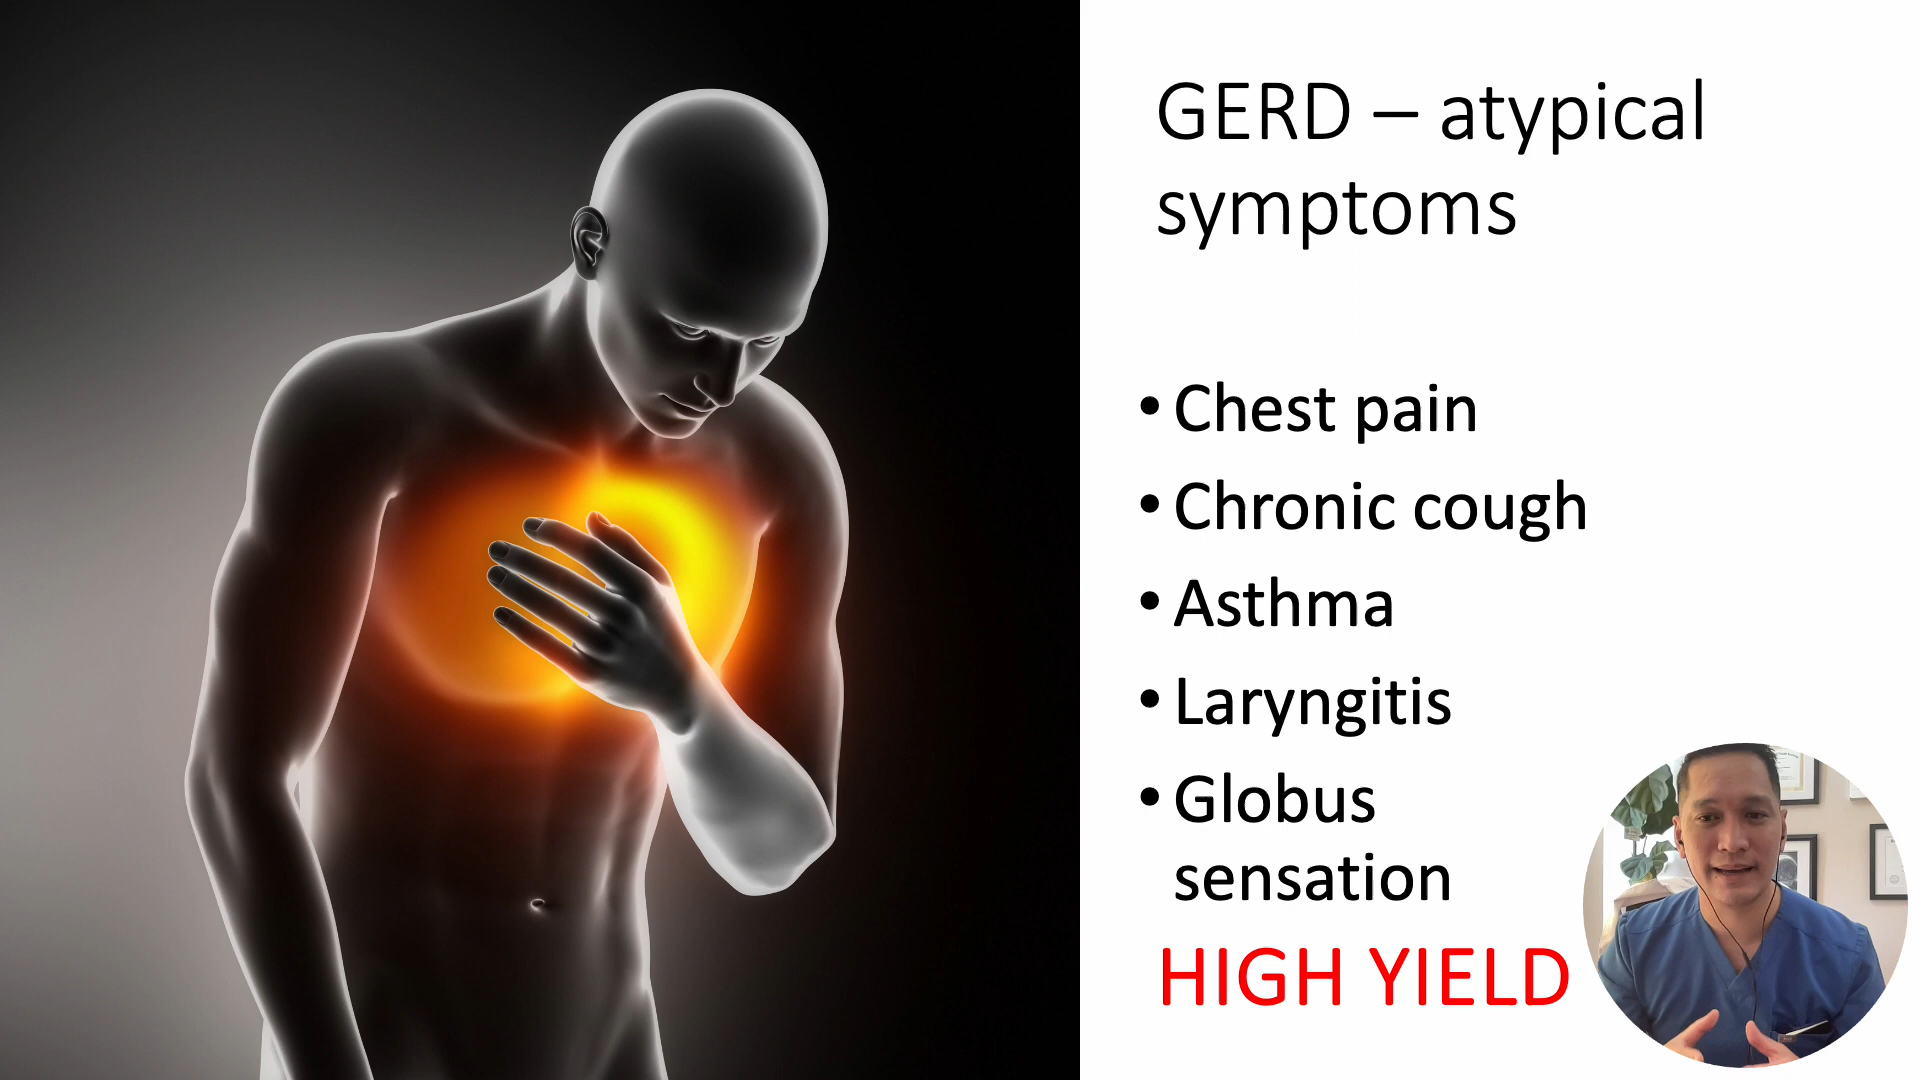 GERD – atypical
symptoms
• Chest pain
• Chronic cough
• Asthma
• Laryngitis
• Globus
sensation
HIGH YIELD